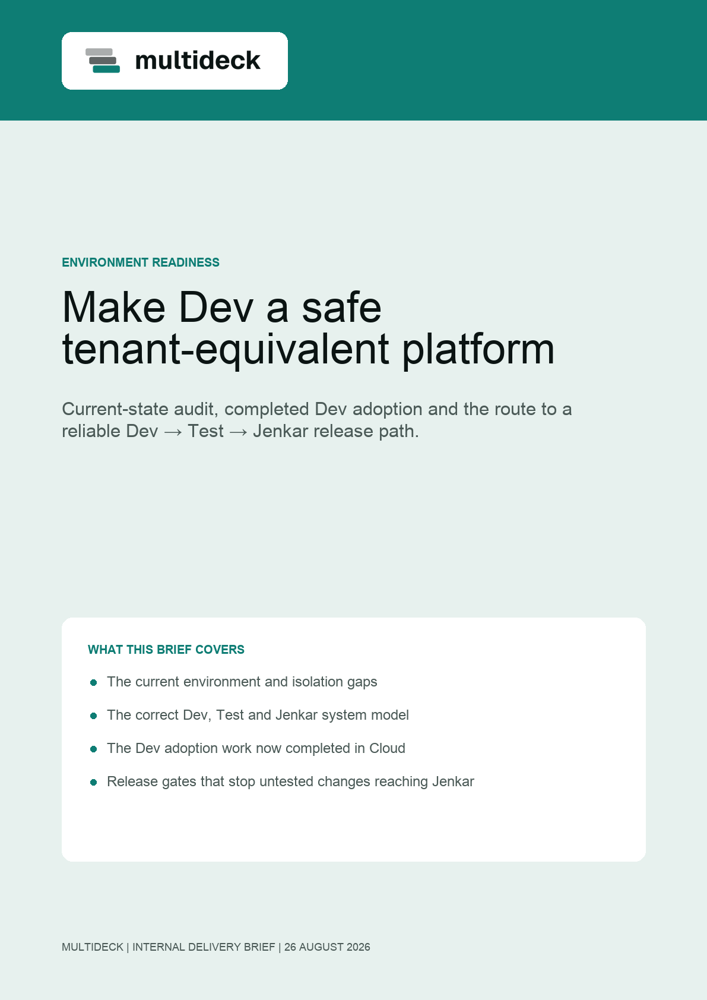 multideck
ENVIRONMENT READINESS
Make Dev a safe
tenant-equivalent platform
Current-state audit, completed Dev adoption and the route to a
reliable Dev → Test → Jenkar release path.
WHAT THIS BRIEF COVERS
The current environment and isolation gaps
The correct Dev, Test and Jenkar system model
The Dev adoption work now completed in Cloud
Release gates that stop untested changes reaching Jenkar
MULTIDECK | INTERNAL DELIVERY BRIEF | 26 AUGUST 2026